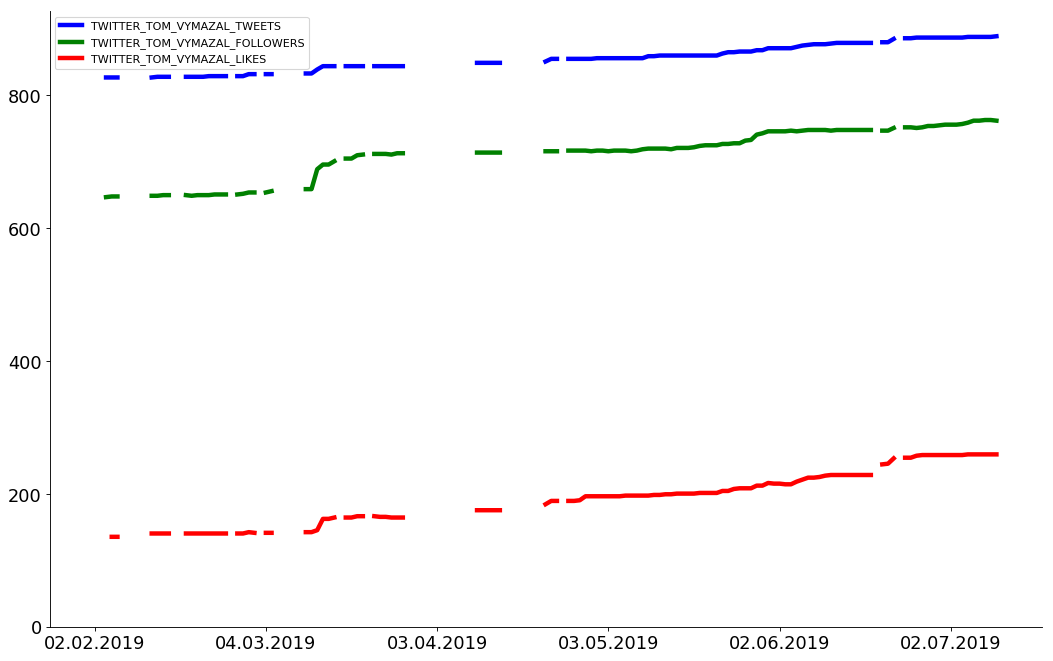 TWITTER_TOM_VYMAZAL_TWEETS
TWITTER_TOM_VYMAZAL_FOLLOWERS
TWITTER_TOM_VYMAZAL_LIKES
800
600
400
200
0
02.02.2019 04.03.2019 03.04.2019 03.05.2019 02.06.2019 02.07.2019